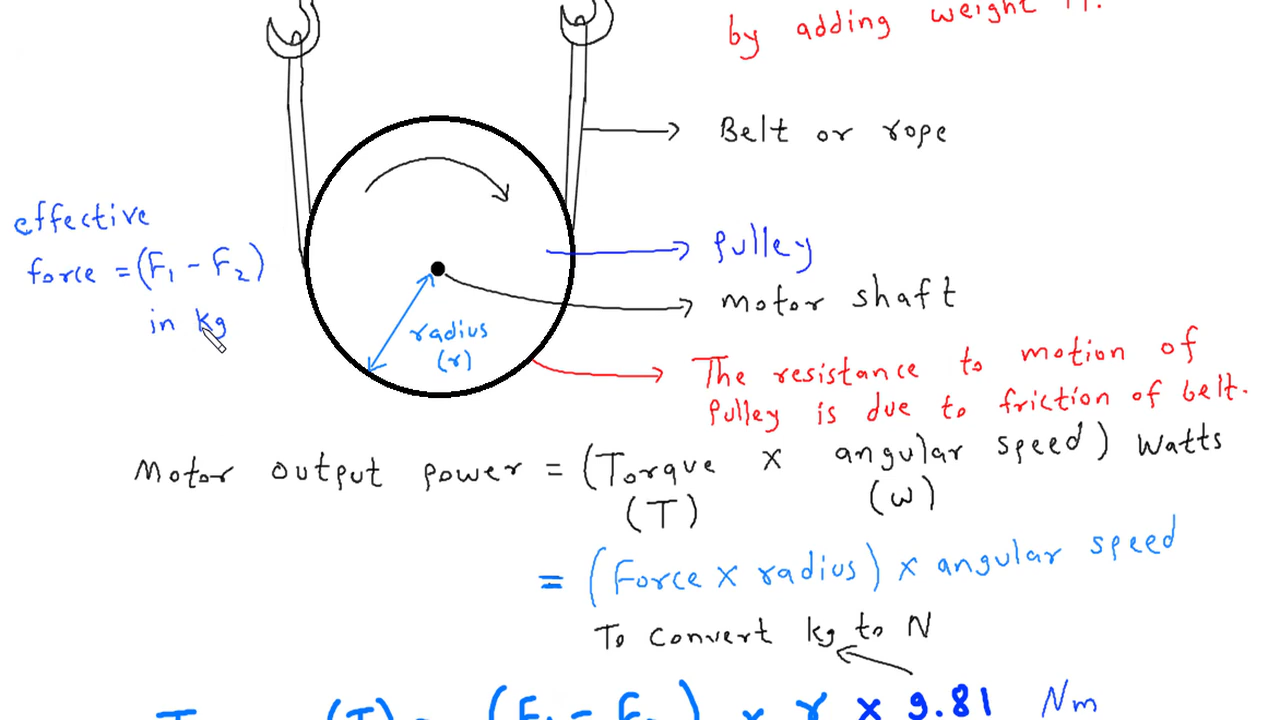 by adding weight
Belt or rope
effective
force = (F₁ - F₂)
in kg
Pulley
motor shaft
radius
(r)
The resistance to motion of
Pulley is due to friction of belt.
Motor output power = (Torque x angular speed) Watts
(T) (ω)
= (Force x radius) x angular speed
To convert kg to N
(T) = (F₁ - F₂) x r x 9.81 Nm